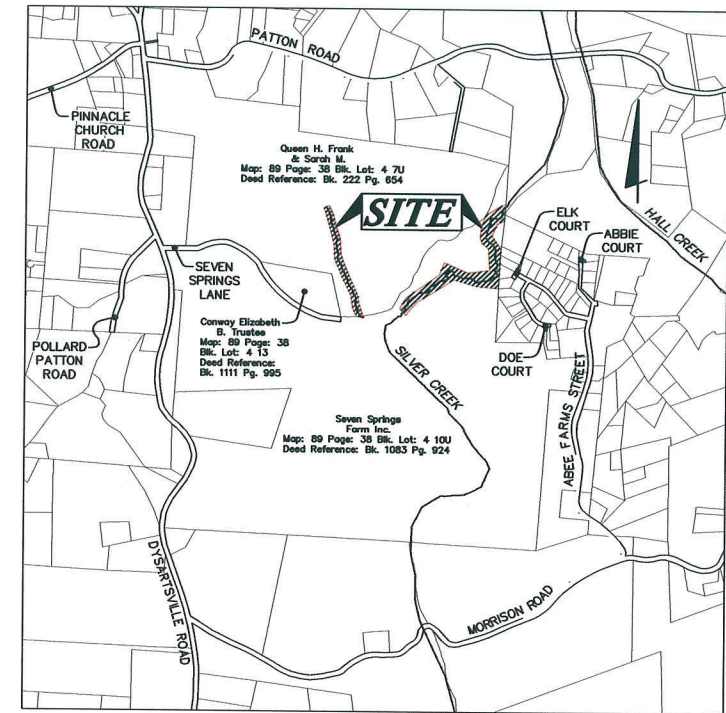 PATTON ROAD
PINNACLE
CHURCH
ROAD
Queen H. Frank
& Sarah M.
Map: 89 Page: 38 Blk. Lot: 4 7U
Deed Reference: Bk. 222 Pg. 654
SITE
ELK
COURT
ABBIE
COURT
HALL CREEK
SEVEN
SPRINGS
LANE
Conway Elizabeth
B. Trustee
Map: 89 Page: 38
Blk. Lot: 4 13
Deed Reference:
Bk. 1111 Pg. 995
POLLARD
PATTON
ROAD
SILVER CREEK
DOE
COURT
ABEE FARMS STREET
Seven Springs
Farm Inc.
Map: 89 Page: 38 Blk. Lot: 4 10U
Deed Reference: Bk. 1083 Pg. 924
DYSARTSVILLE ROAD
MORRISON ROAD